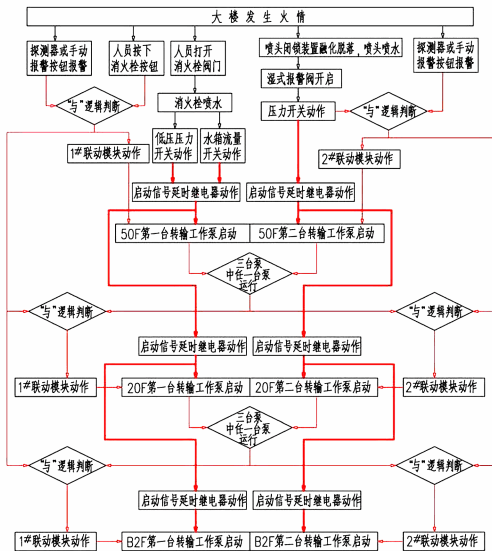 大楼发生火情
探测器或手动
报警按钮报警
人员按下
消火栓按钮
人员打开
消火栓阀门
喷头闭锁装置融化脱落，喷头喷水
探测器或手动
报警按钮报警
湿式报警阀开启
消火栓喷水
压力开关动作
“与”逻辑判断
“与”逻辑判断
1#联动模块动作
低压压力
开关动作
水箱流量
开关动作
2#联动模块动作
启动信号延时继电器动作
启动信号延时继电器动作
50F第一台转输工作泵启动
50F第二台转输工作泵启动
三台泵
中任一台泵
运行
“与”逻辑判断
“与”逻辑判断
启动信号延时继电器动作
启动信号延时继电器动作
1#联动模块动作
20F第一台转输工作泵启动
20F第二台转输工作泵启动
2#联动模块动作
三台泵
中任一台泵
运行
“与”逻辑判断
“与”逻辑判断
启动信号延时继电器动作
启动信号延时继电器动作
1#联动模块动作
B2F第一台转输工作泵启动
B2F第二台转输工作泵启动
2#联动模块动作